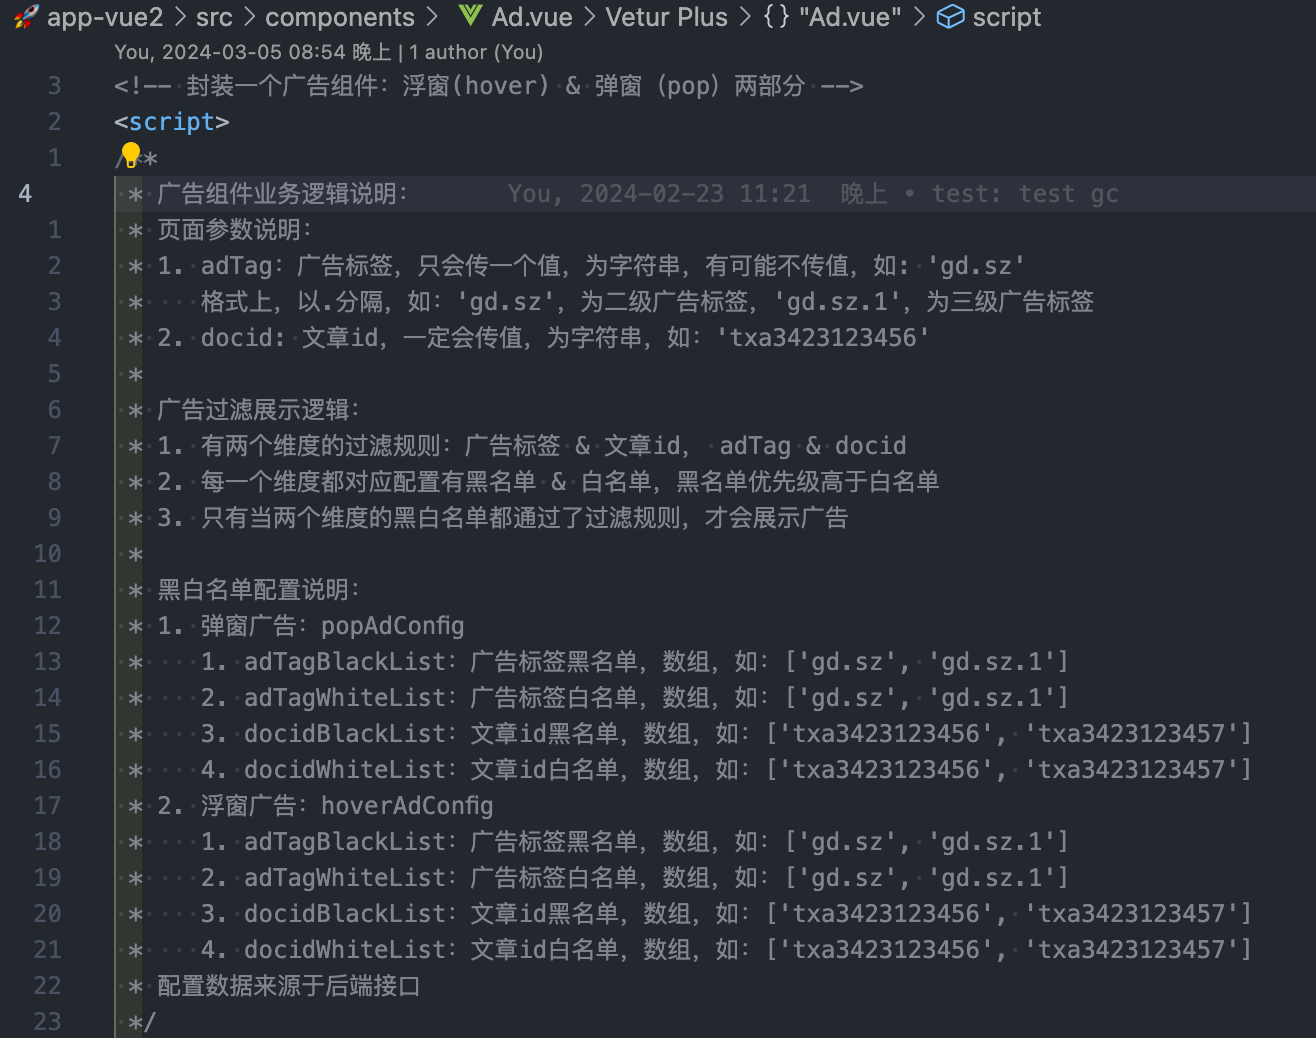 app-vue2 > src > components > Ad.vue > Vetur Plus > {} "Ad.vue" > script
You, 2024-03-05 08:54 晚上 | 1 author (You)
3 <!-- 封装一个广告组件：浮窗(hover) & 弹窗（pop）两部分 -->
2 <script>
1 /**
4 * 广告组件业务逻辑说明： You, 2024-02-23 11:21 晚上 • test: test gc
1 * 页面参数说明：
2 * 1. adTag：广告标签，只会传一个值，为字符串，有可能不传值，如: 'gd.sz'
3 * 格式上，以.分隔，如：'gd.sz'，为二级广告标签，'gd.sz.1'，为三级广告标签
4 * 2. docid: 文章id，一定会传值，为字符串，如：'txa3423123456'
5 *
6 * 广告过滤展示逻辑：
7 * 1. 有两个维度的过滤规则：广告标签 & 文章id， adTag & docid
8 * 2. 每一个维度都对应配置有黑名单 & 白名单，黑名单优先级高于白名单
9 * 3. 只有当两个维度的黑白名单都通过了过滤规则，才会展示广告
10 *
11 * 黑白名单配置说明：
12 * 1. 弹窗广告：popAdConfig
13 * 1. adTagBlackList：广告标签黑名单，数组，如：['gd.sz', 'gd.sz.1']
14 * 2. adTagWhiteList：广告标签白名单，数组，如：['gd.sz', 'gd.sz.1']
15 * 3. docidBlackList：文章id黑名单，数组，如：['txa3423123456', 'txa3423123457']
16 * 4. docidWhiteList：文章id白名单，数组，如：['txa3423123456', 'txa3423123457']
17 * 2. 浮窗广告：hoverAdConfig
18 * 1. adTagBlackList：广告标签黑名单，数组，如：['gd.sz', 'gd.sz.1']
19 * 2. adTagWhiteList：广告标签白名单，数组，如：['gd.sz', 'gd.sz.1']
20 * 3. docidBlackList：文章id黑名单，数组，如：['txa3423123456', 'txa3423123457']
21 * 4. docidWhiteList：文章id白名单，数组，如：['txa3423123456', 'txa3423123457']
22 * 配置数据来源于后端接口
23 */